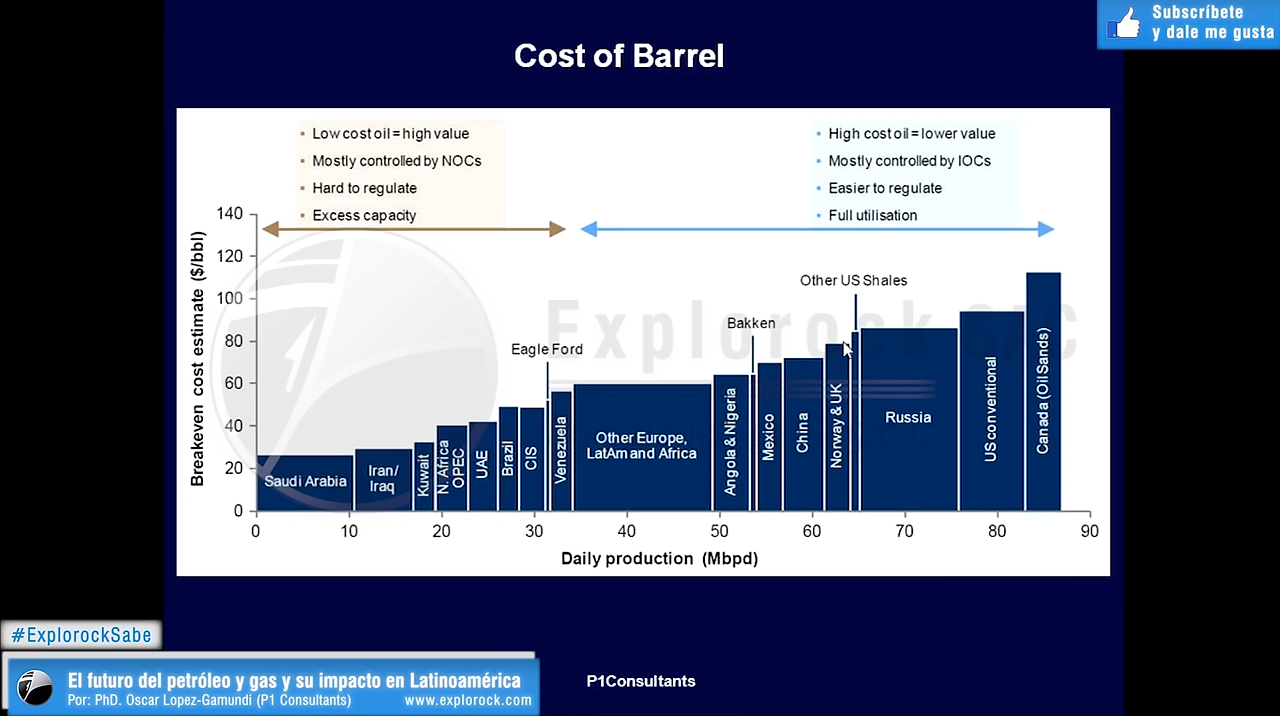 Subscríbete
y dale me gusta
Cost of Barrel
▪ Low cost oil = high value
▪ Mostly controlled by NOCs
▪ Hard to regulate
▪ Excess capacity
▪ High cost oil = lower value
▪ Mostly controlled by IOCs
▪ Easier to regulate
▪ Full utilisation
Breakeven cost estimate ($/bbl)
140
120
100
80
60
40
20
0
Explorock SAC
Saudi Arabia
Iran/
Iraq
Kuwait
N. Africa
OPEC
UAE
Brazil
CIS
Eagle Ford
Venezuela
Other Europe,
LatAm and Africa
Angola & Nigeria
Bakken
Mexico
China
Norway & UK
Other US Shales
Russia
US conventional
Canada (Oil Sands)
0 10 20 30 40 50 60 70 80 90
Daily production (Mbpd)
#ExplorockSabe
El futuro del petróleo y gas y su impacto en Latinoamérica
Por: PhD. Oscar Lopez-Gamundi (P1 Consultants) www.explorock.com
P1Consultants